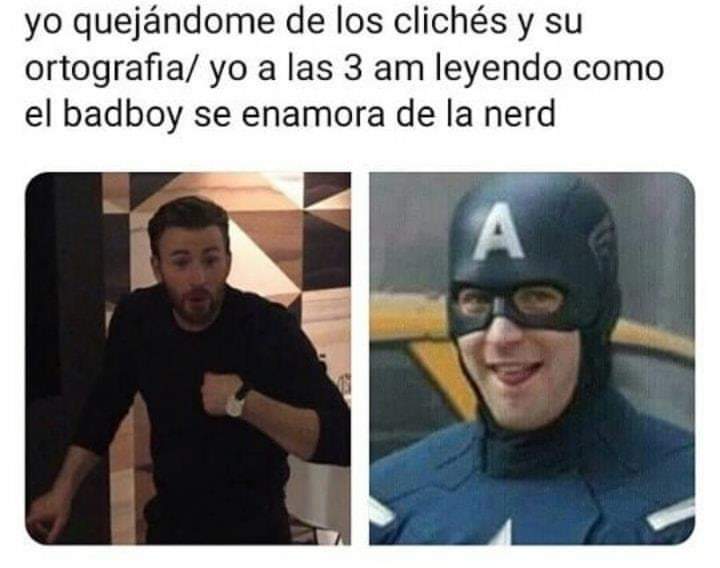 yo quejándome de los clichés y su
ortografia/ yo a las 3 am leyendo como
el badboy se enamora de la nerd
A